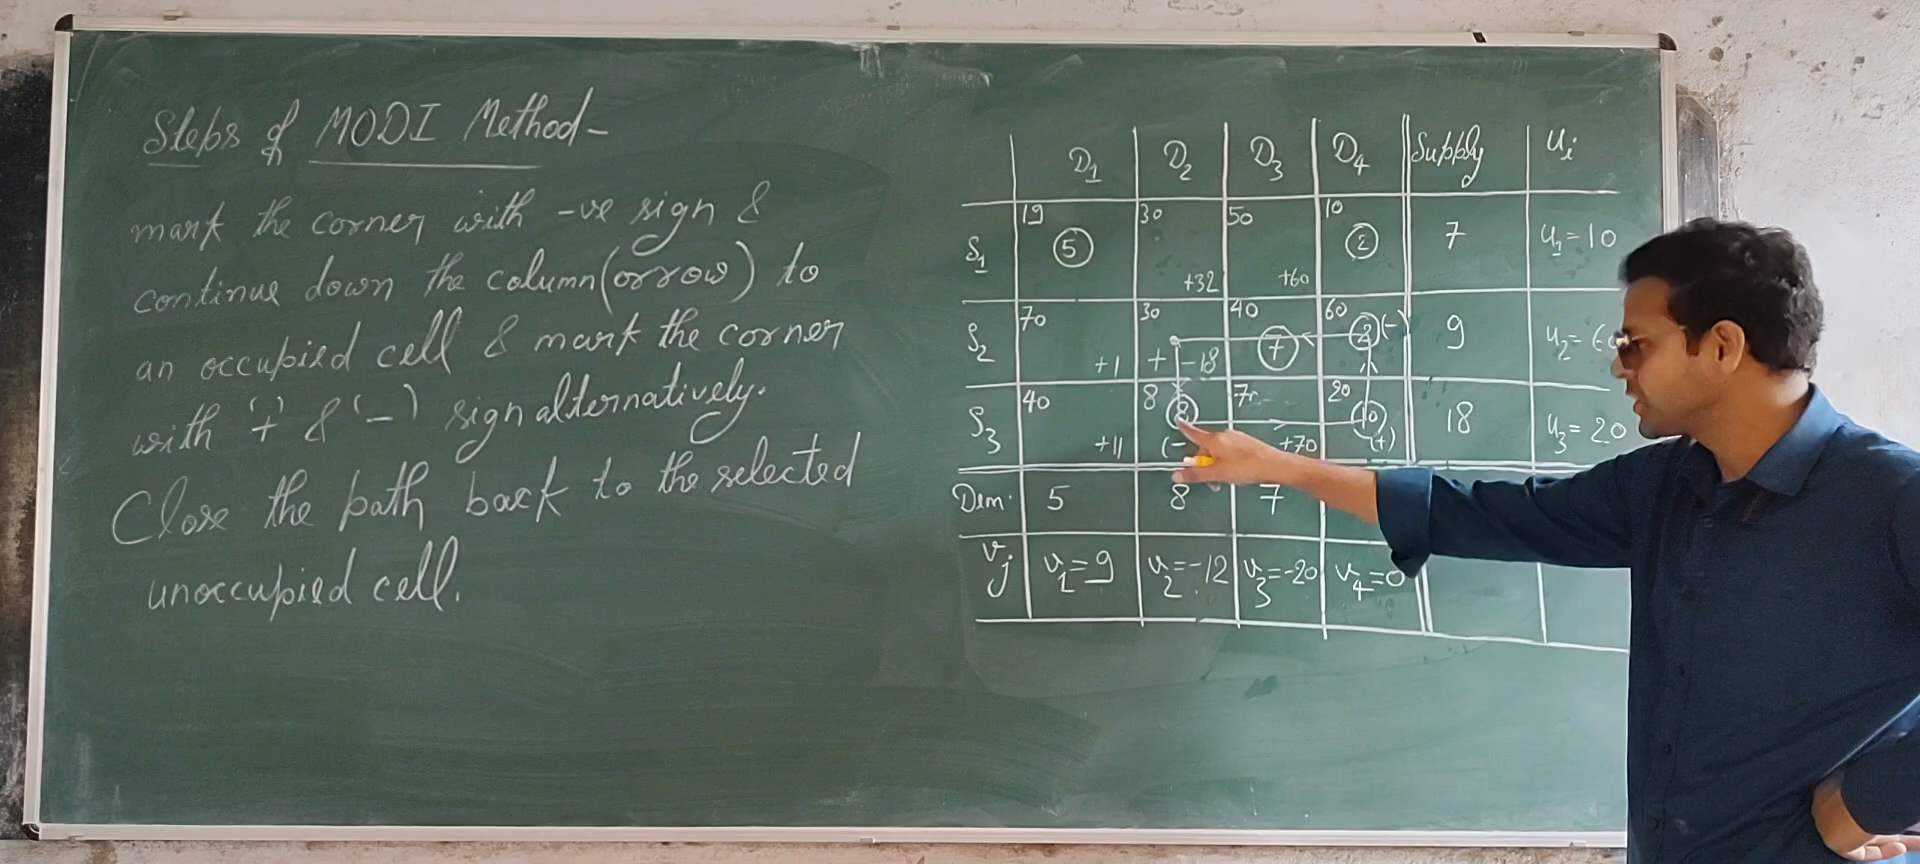 Steps of MODI Method-
mark the corner with -ve sign &
continue down the column(or row) to
an occupied cell & mark the corner
with '+' & '-' sign alternatively.
Close the path back to the selected
unoccupied cell.
D1 D2 D3 D4 Supply ui
S1 19 5 30 +32 50 +60 10 2 7 u1=10
S2 70 +1 30 + -18 40 7 60 2 (-) 9 u2=
S3 40 +11 8 8 (- 70 +70 20 10 (+) 18 u3=20
Dem. 5 8 7
vj v1=9 v2=-12 v3=-20 v4=0